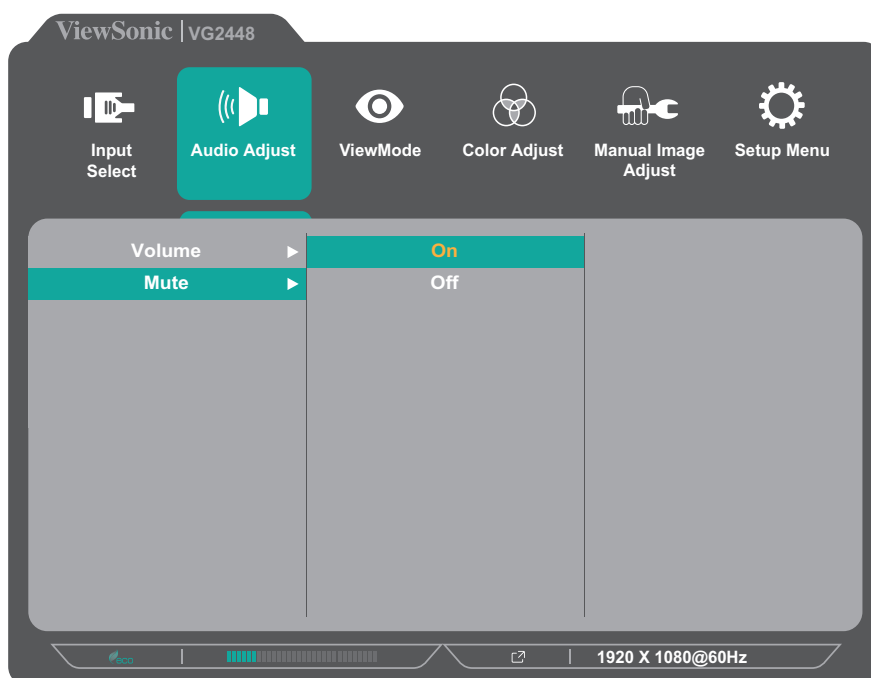 ViewSonic | VG2448
Input
Select
Audio Adjust
ViewMode
Color Adjust
Manual Image
Adjust
Setup Menu
Volume
On
Mute
Off
eco
1920 X 1080@60Hz